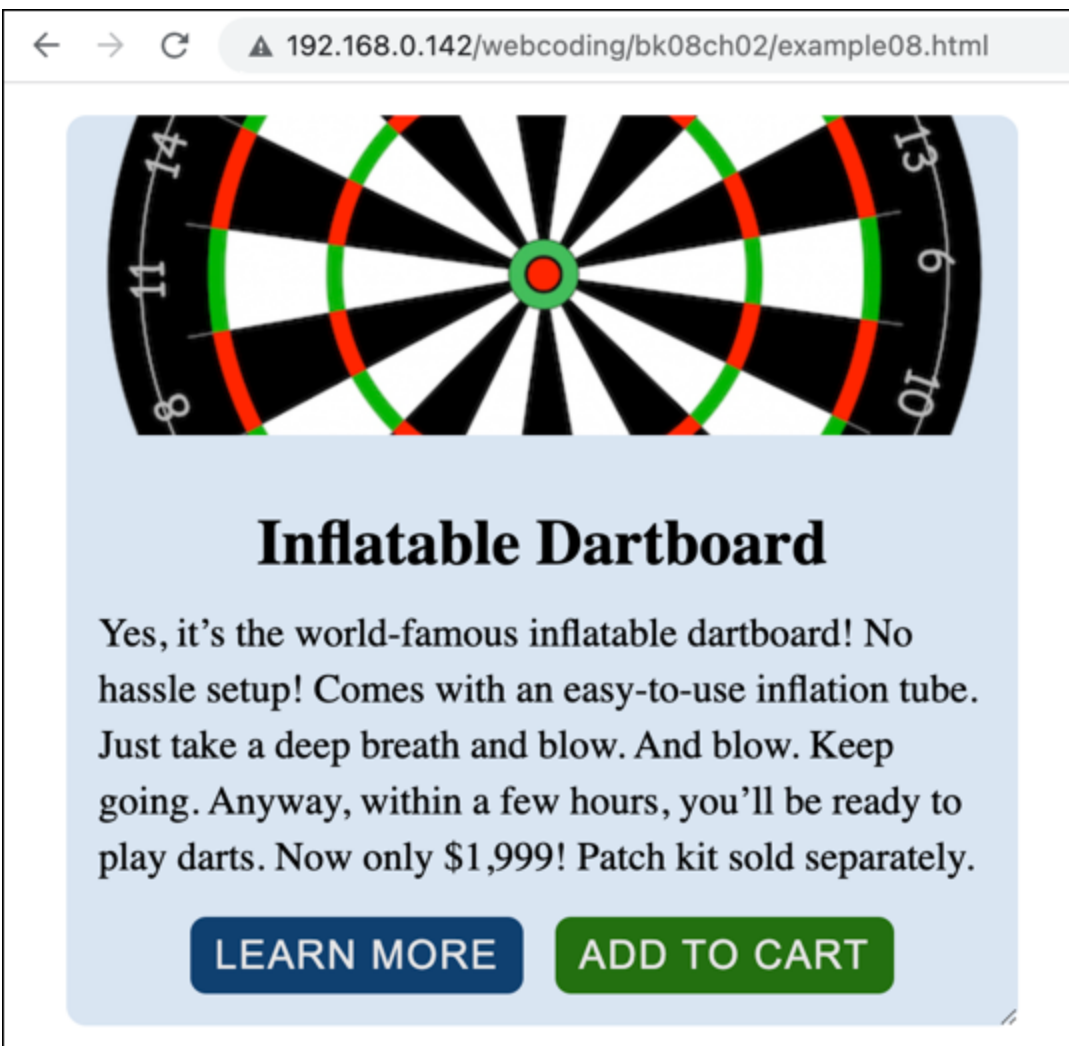 192.168.0.142/webcoding/bk08ch02/example08.html
14
13
11
6
8
10
Inflatable Dartboard
Yes, it’s the world-famous inflatable dartboard! No
hassle setup! Comes with an easy-to-use inflation tube.
Just take a deep breath and blow. And blow. Keep
going. Anyway, within a few hours, you’ll be ready to
play darts. Now only $1,999! Patch kit sold separately.
LEARN MORE
ADD TO CART